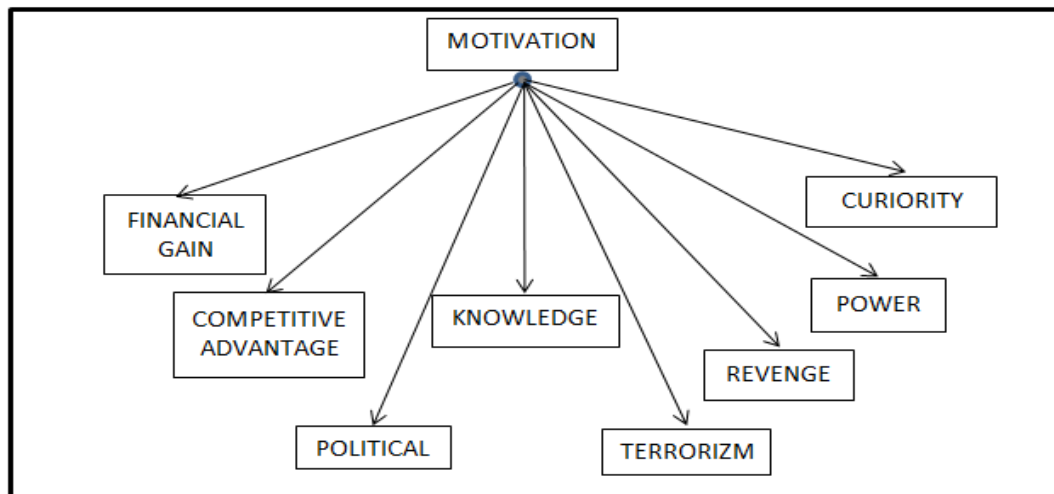 MOTIVATION
FINANCIAL
GAIN
COMPETITIVE
ADVANTAGE
POLITICAL
KNOWLEDGE
TERRORIZM
REVENGE
POWER
CURIORITY